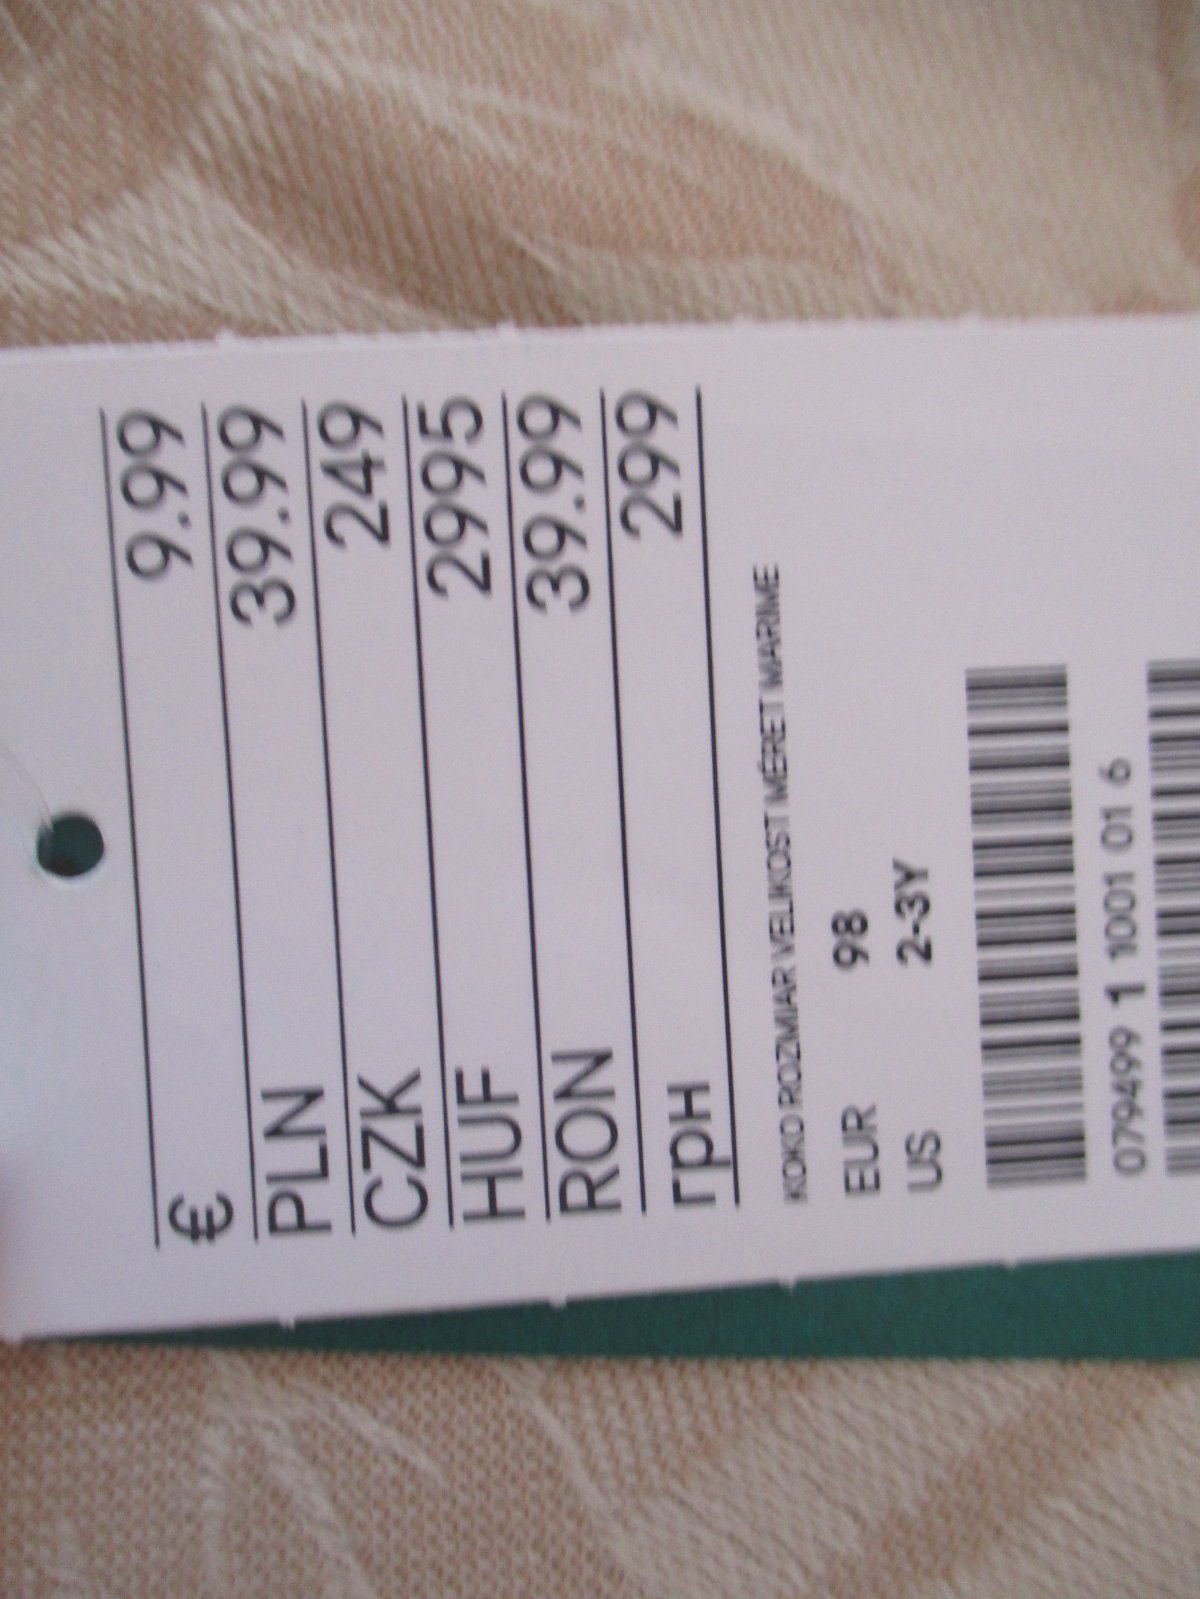 € 9.99
PLN 39.99
CZK 249
HUF 2995
RON 39.99
грн 299
KOKO ROZMIAR VELIKOST MÉRET MARIME
EUR 98
US 2-3Y
079499 1 1001 01 6